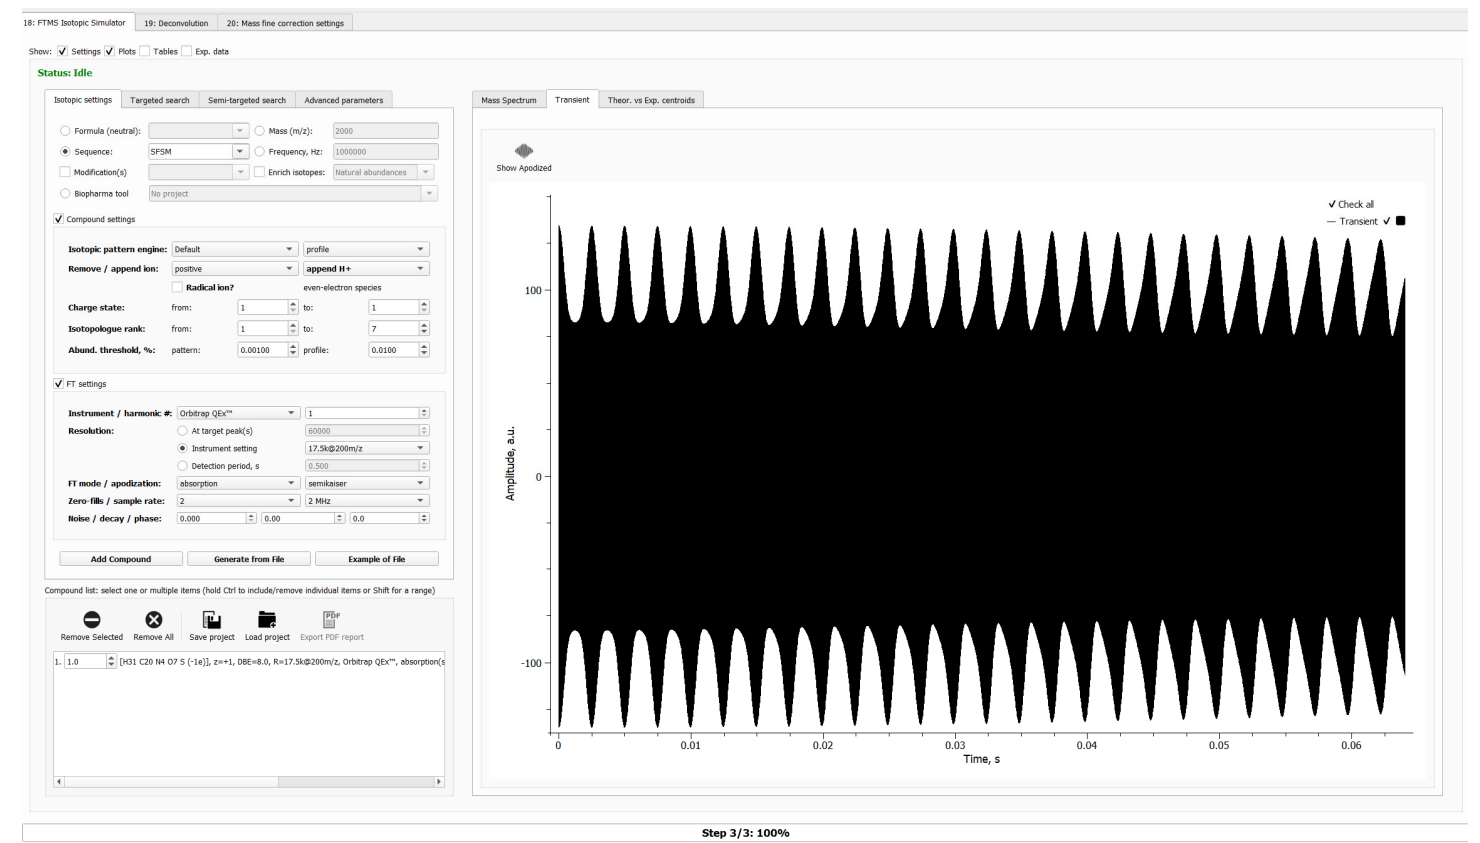 18: FTMS Isotopic Simulator 19: Deconvolution 20: Mass fine correction settings
Show: Settings Plots Tables Exp. data
Status: Idle
Isotopic settings Targeted search Semi-targeted search Advanced parameters
Formula (neutral): Mass (m/z): 2000
Sequence: SFSM Frequency, Hz: 1000000
Modification(s) Enrich isotopes: Natural abundances
Biopharma tool No project
Compound settings
Isotopic pattern engine: Default profile
Remove / append ion: positive append H+
Radical ion? even-electron species
Charge state: from: 1 to: 1
Isotopologue rank: from: 1 to: 7
Abund. threshold, %: pattern: 0.00100 profile: 0.0100
FT settings
Instrument / harmonic #: Orbitrap QEx™ 1
Resolution: At target peak(s) 60000
Instrument setting 17.5k@200m/z
Detection period, s 0.500
FT mode / apodization: absorption semikaiser
Zero-fills / sample rate: 2 2 MHz
Noise / decay / phase: 0.000 0.00 0.0
Add Compound Generate from File Example of File
Compound list: select one or multiple items (hold Ctrl to include/remove individual items or Shift for a range)
Remove Selected Remove All Save project Load project PDF Export PDF report
1. 1.0 [H31 C20 N4 O7 S (-1e)], z=+1, DBE=8.0, R=17.5k@200m/z, Orbitrap QEx™, absorption(s
Mass Spectrum Transient Theor. vs Exp. centroids
Show Apodized
Check all
Transient
100
0
-100
Amplitude, a.u.
0 0.01 0.02 0.03 0.04 0.05 0.06
Time, s
Step 3/3: 100%